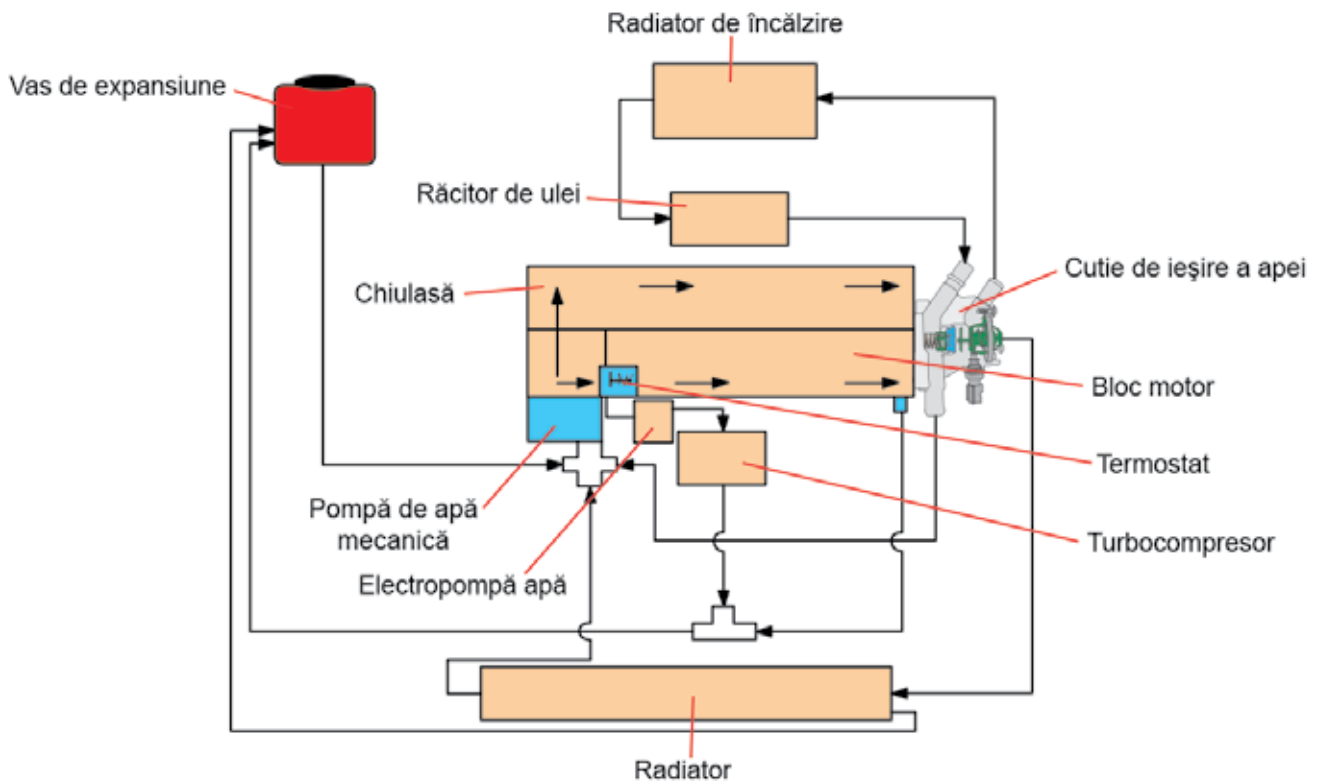 Radiator de încălzire
Vas de expansiune
Răcitor de ulei
Cutie de ieşire a apei
Chiulasă
Bloc motor
Termostat
Pompă de apă
mecanică
Turbocompresor
Electropompă apă
Radiator